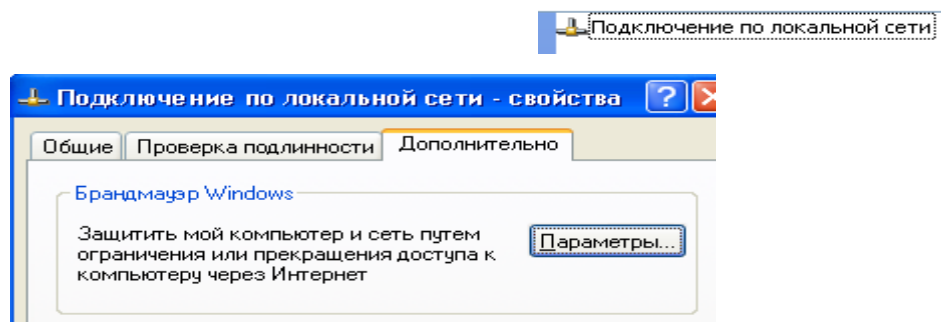 Подключение по локальной сети
Подключение по локальной сети - свойства
Общие Проверка подлинности Дополнительно
Брандмауэр Windows
Защитить мой компьютер и сеть путем
ограничения или прекращения доступа к
компьютеру через Интернет
Параметры...